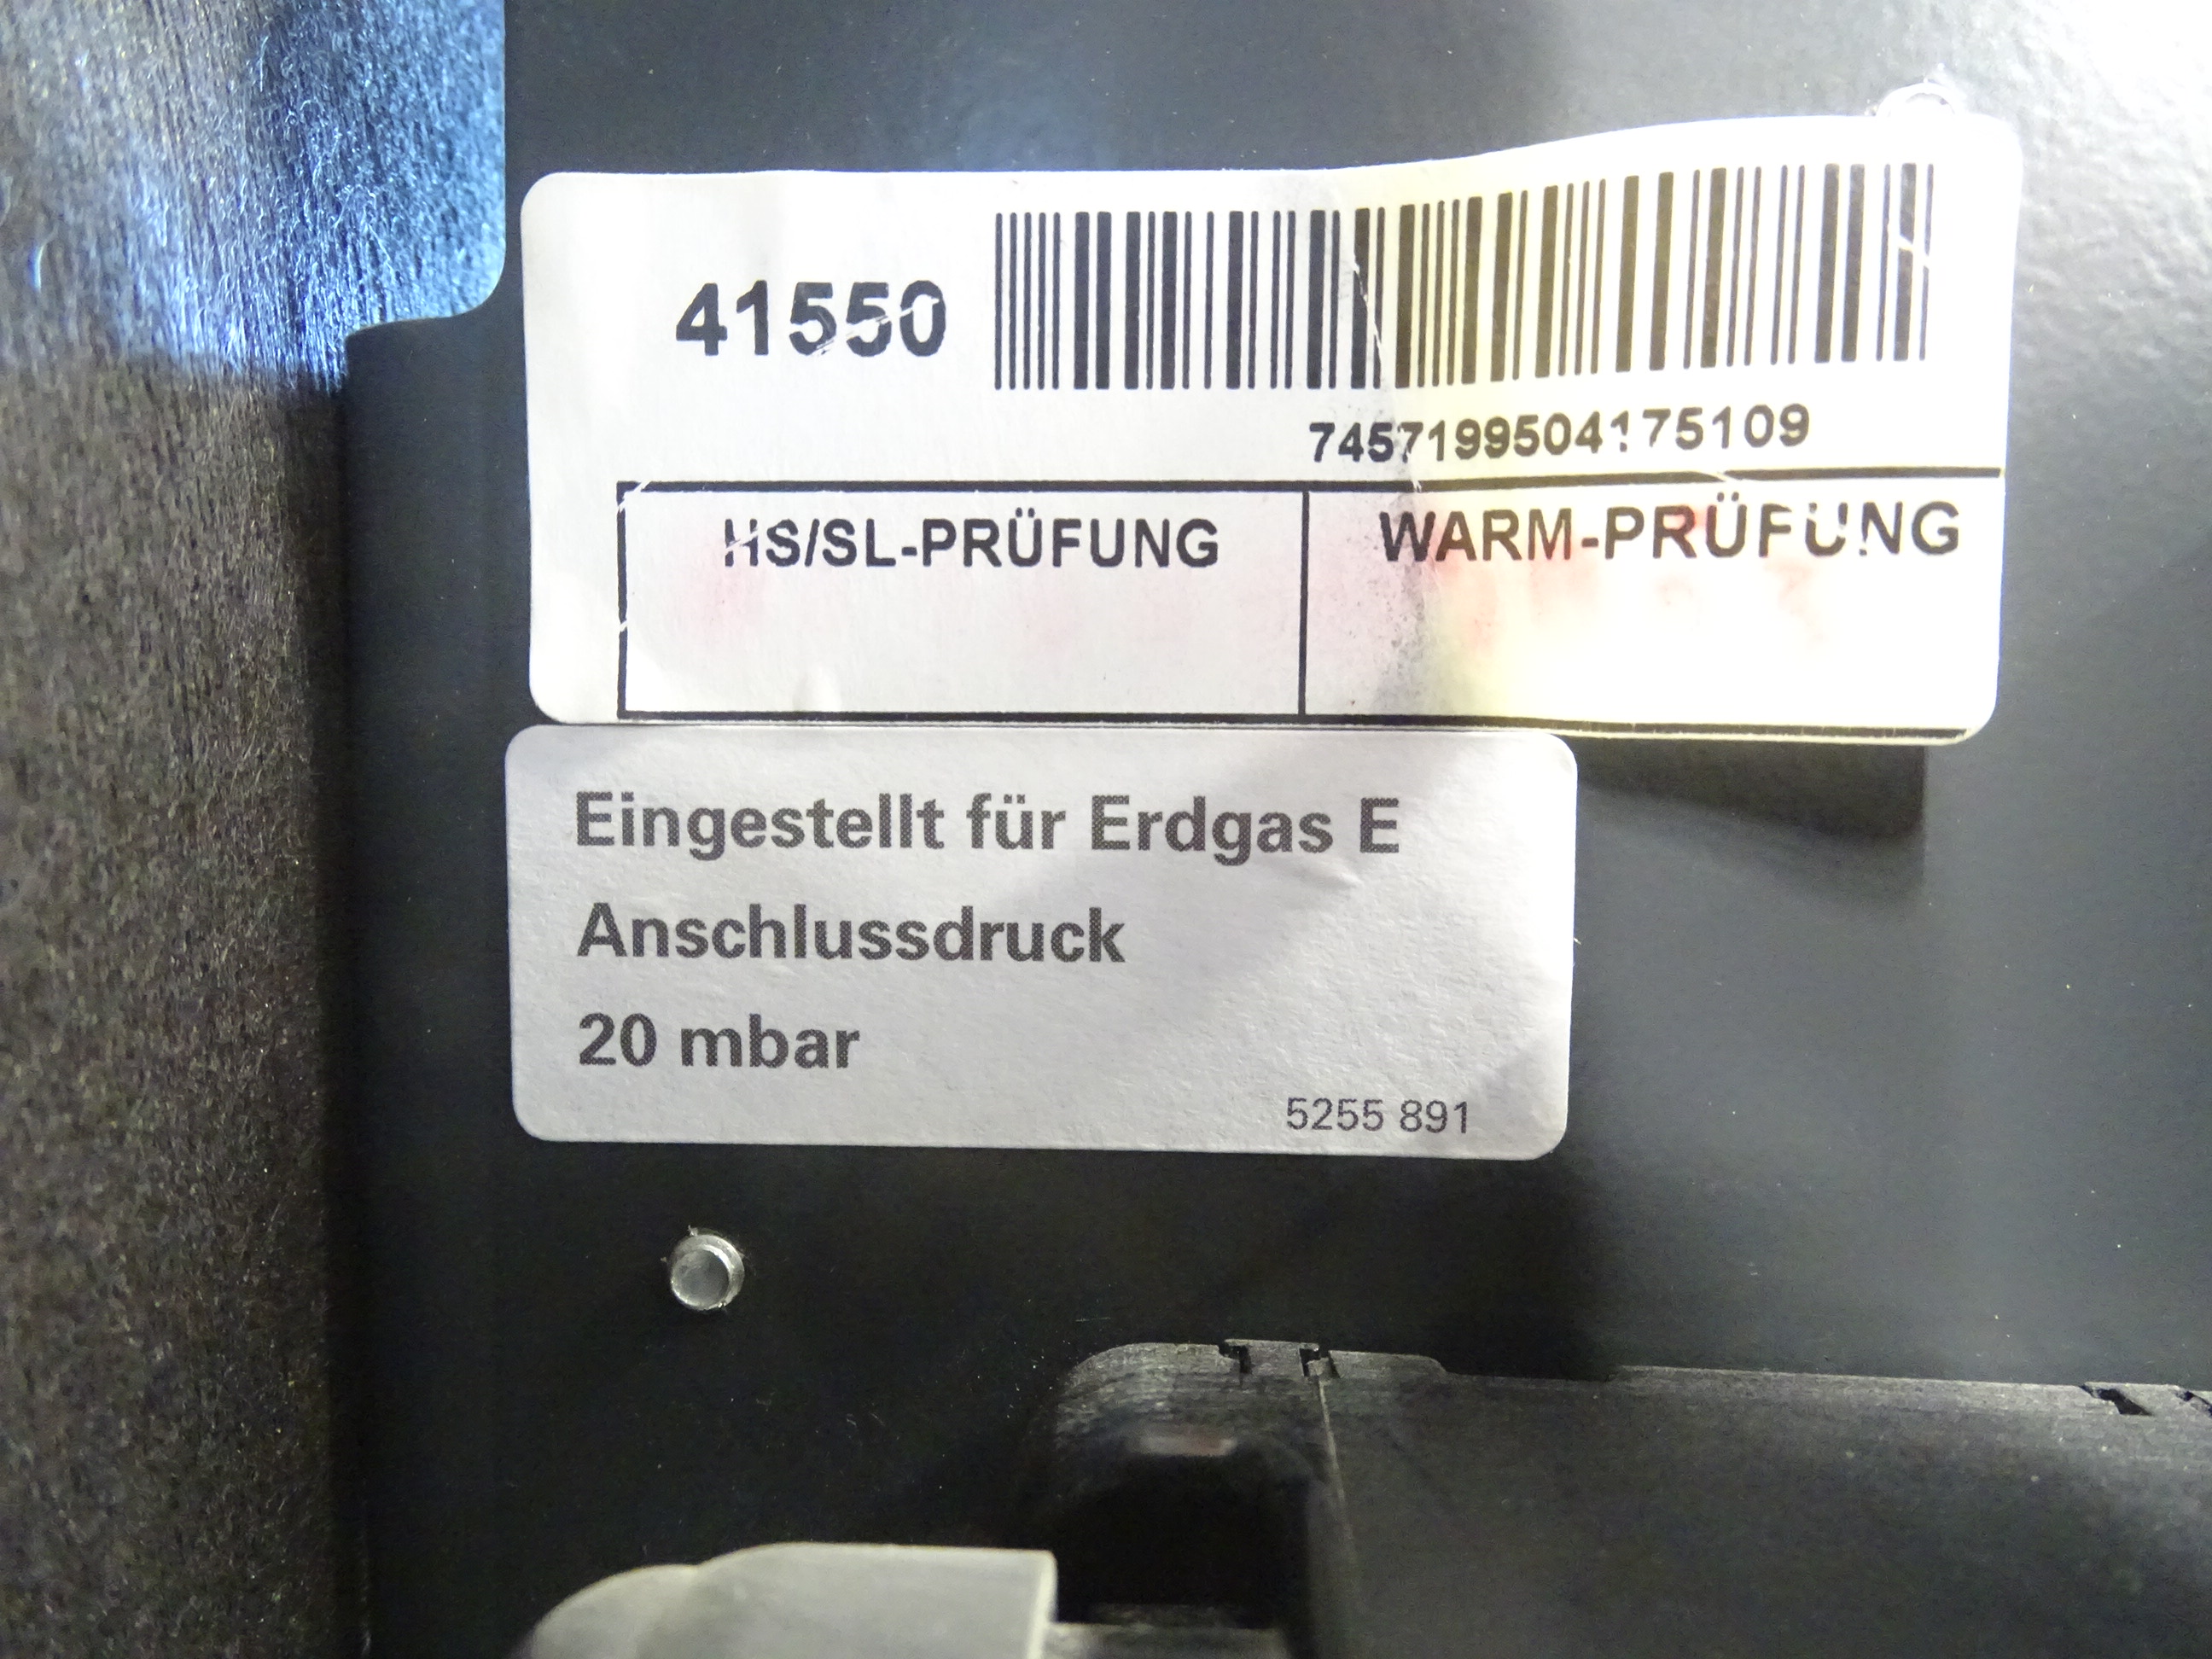 41550
7457199504175109
HS/SL-PRÜFUNG
WARM-PRÜFUNG
Eingestellt für Erdgas E
Anschlussdruck
20 mbar
5255 891